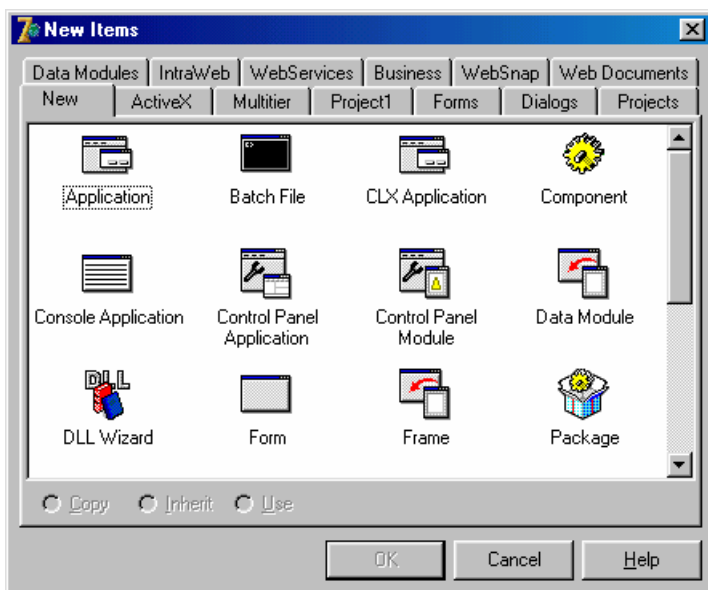 New Items
Data Modules IntraWeb WebServices Business WebSnap Web Documents
New ActiveX Multitier Project1 Forms Dialogs Projects
Application Batch File CLX Application Component
Console Application Control Panel Application Control Panel Module Data Module
DLL
DLL Wizard Form Frame Package
Copy Inherit Use
OK Cancel Help